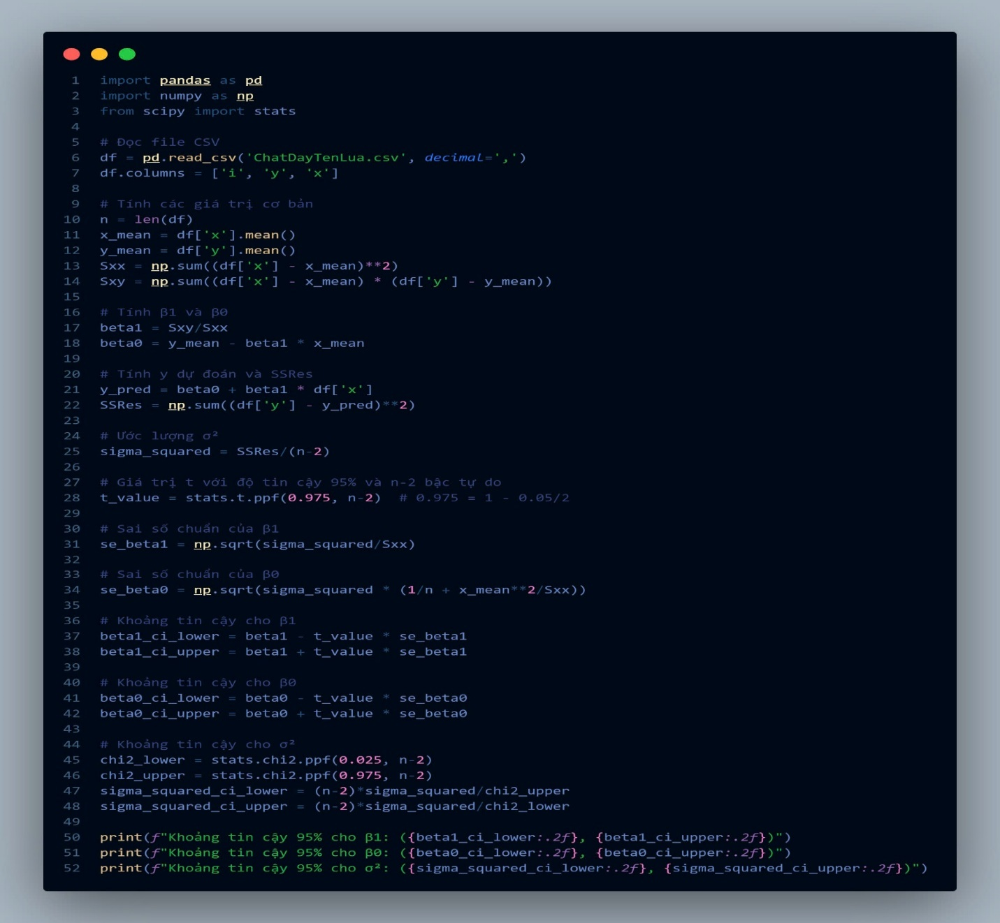 1 import pandas as pd
2 import numpy as np
3 from scipy import stats
4
5 # Đọc file CSV
6 df = pd.read_csv('ChatDayTenLua.csv', decimal=',')
7 df.columns = ['i', 'y', 'x']
8
9 # Tính các giá trị cơ bản
10 n = len(df)
11 x_mean = df['x'].mean()
12 y_mean = df['y'].mean()
13 Sxx = np.sum((df['x'] - x_mean)**2)
14 Sxy = np.sum((df['x'] - x_mean) * (df['y'] - y_mean))
15
16 # Tính β1 và β0
17 beta1 = Sxy/Sxx
18 beta0 = y_mean - beta1 * x_mean
19
20 # Tính y dự đoán và SSRes
21 y_pred = beta0 + beta1 * df['x']
22 SSRes = np.sum((df['y'] - y_pred)**2)
23
24 # Ước lượng σ²
25 sigma_squared = SSRes/(n-2)
26
27 # Giá trị t với độ tin cậy 95% và n-2 bậc tự do
28 t_value = stats.t.ppf(0.975, n-2)  # 0.975 = 1 - 0.05/2
29
30 # Sai số chuẩn của β1
31 se_beta1 = np.sqrt(sigma_squared/Sxx)
32
33 # Sai số chuẩn của β0
34 se_beta0 = np.sqrt(sigma_squared * (1/n + x_mean**2/Sxx))
35
36 # Khoảng tin cậy cho β1
37 beta1_ci_lower = beta1 - t_value * se_beta1
38 beta1_ci_upper = beta1 + t_value * se_beta1
39
40 # Khoảng tin cậy cho β0
41 beta0_ci_lower = beta0 - t_value * se_beta0
42 beta0_ci_upper = beta0 + t_value * se_beta0
43
44 # Khoảng tin cậy cho σ²
45 chi2_lower = stats.chi2.ppf(0.025, n-2)
46 chi2_upper = stats.chi2.ppf(0.975, n-2)
47 sigma_squared_ci_lower = (n-2)*sigma_squared/chi2_upper
48 sigma_squared_ci_upper = (n-2)*sigma_squared/chi2_lower
49
50 print(f"Khoảng tin cậy 95% cho β1: ({beta1_ci_lower:.2f}, {beta1_ci_upper:.2f})")
51 print(f"Khoảng tin cậy 95% cho β0: ({beta0_ci_lower:.2f}, {beta0_ci_upper:.2f})")
52 print(f"Khoảng tin cậy 95% cho σ²: ({sigma_squared_ci_lower:.2f}, {sigma_squared_ci_upper:.2f})")